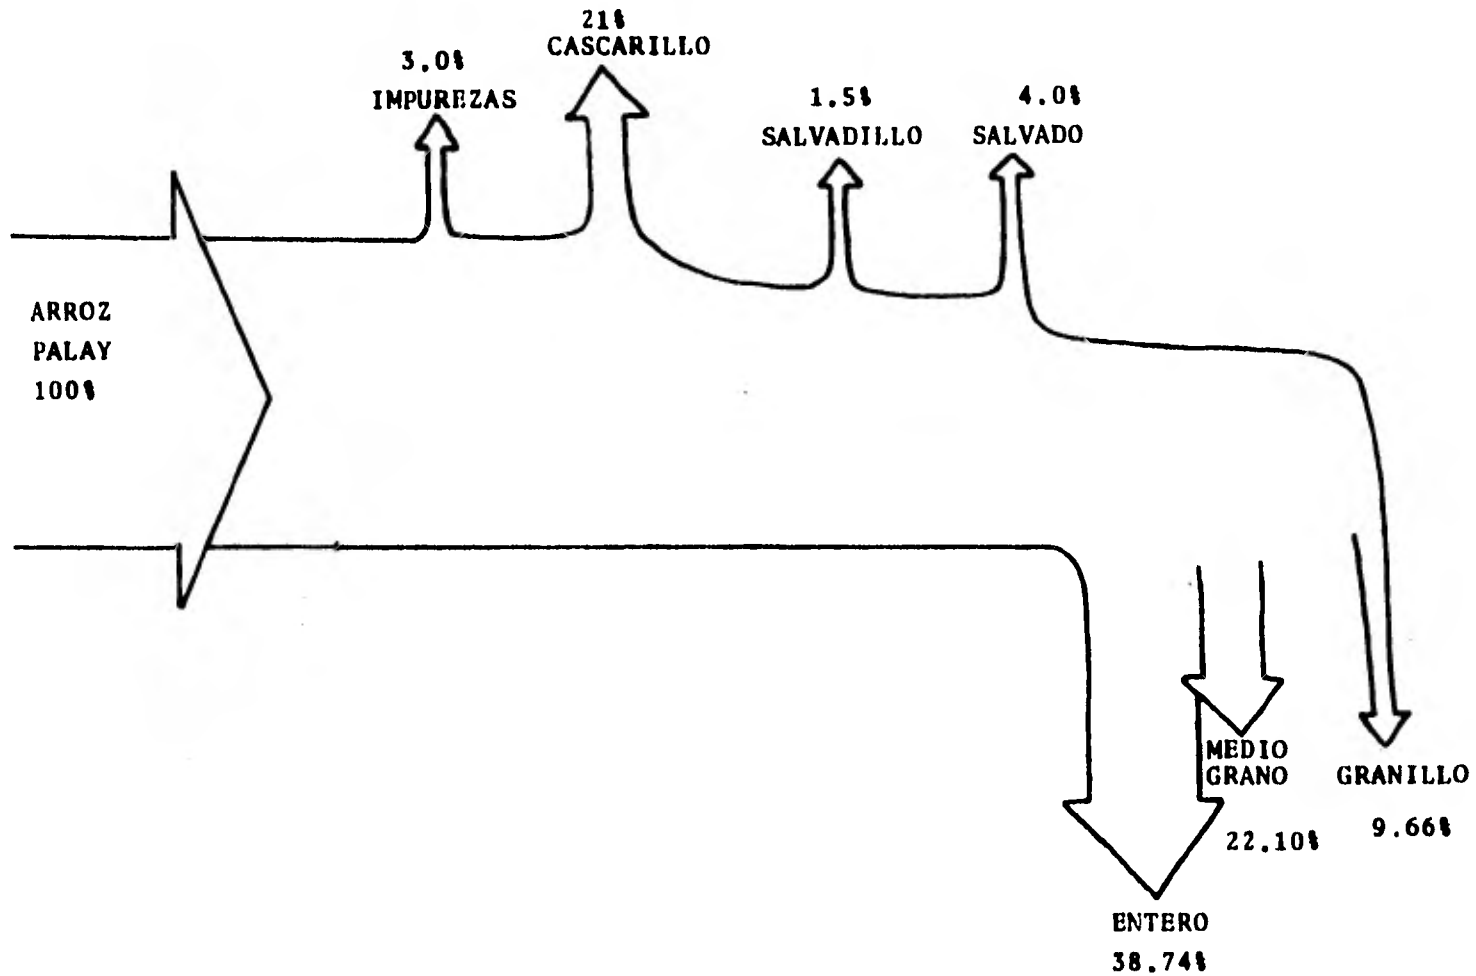 21%
CASCARILLO
3.0%
IMPUREZAS
1.5%
SALVADILLO
4.0%
SALVADO
ARROZ
PALAY
100%
MEDIO
GRANO
22.10%
GRANILLO
9.66%
ENTERO
38.74%